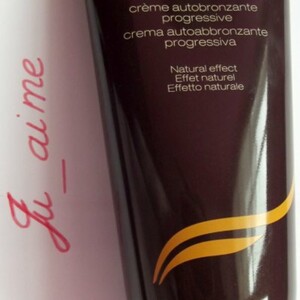 crème autobronzante
progressive
crema autoabbronzante
progressiva
Natural effect
Effet naturel
Effetto naturale
Ju_aime